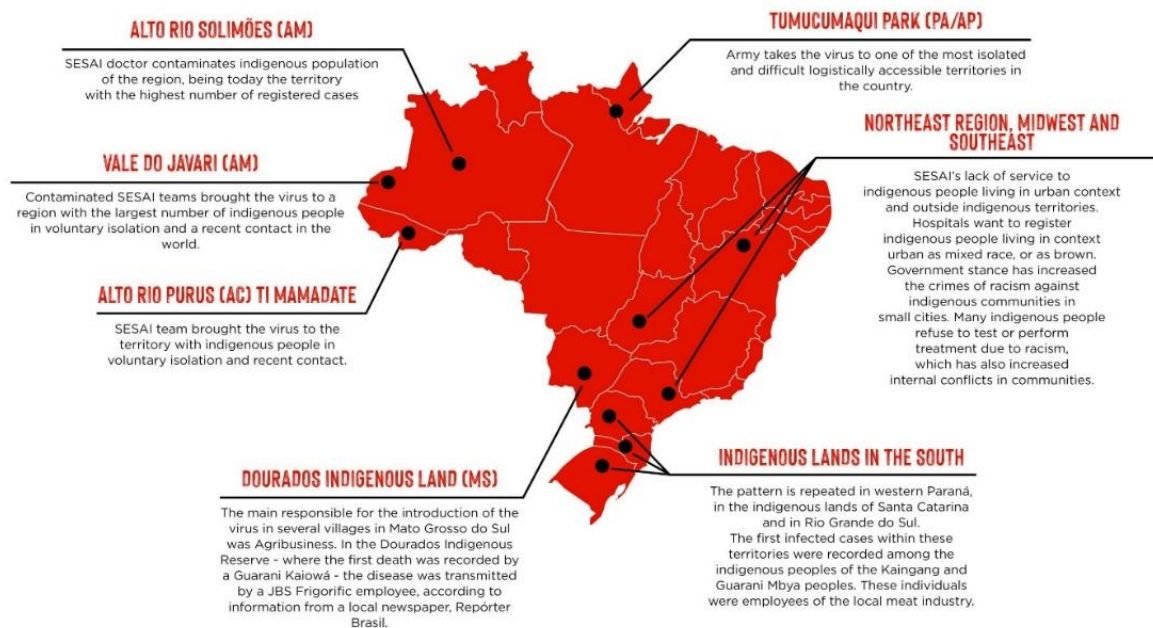 ALTO RIO SOLIMÕES (AM)
SESAI doctor contaminates indigenous population
of the region, being today the territory
with the highest number of registered cases
VALE DO JAVARI (AM)
Contaminated SESAI teams brought the virus to a
region with the largest number of indigenous people
in voluntary isolation and a recent contact in the
world.
ALTO RIO PURUS (AC) TI MAMADATE
SESAI team brought the virus to the
territory with indigenous people in
voluntary isolation and recent contact.
DOURADOS INDIGENOUS LAND (MS)
The main responsible for the introduction of the
virus in several villages in Mato Grosso do Sul
was Agribusiness. In the Dourados Indigenous
Reserve - where the first death was recorded by
a Guarani Kaiowá - the disease was transmitted
by a JBS Frigorific employee, according to
information from a local newspaper, Repórter
Brasil.
TUMUCUMAQUI PARK (PA/AP)
Army takes the virus to one of the most isolated
and difficult logistically accessible territories in
the country.
NORTHEAST REGION, MIDWEST AND
SOUTHEAST
SESAI's lack of service to
indigenous people living in urban context
and outside indigenous territories.
Hospitals want to register
indigenous people living in context
urban as mixed race, or as brown.
Government stance has increased
the crimes of racism against
indigenous communities in
small cities. Many indigenous people
refuse to test or perform
treatment due to racism,
which has also increased
internal conflicts in communities.
INDIGENOUS LANDS IN THE SOUTH
The pattern is repeated in western Paraná,
in the indigenous lands of Santa Catarina
and in Rio Grande do Sul.
The first infected cases within these
territories were recorded among the
indigenous peoples of the Kaingang and
Guarani Mbya peoples. These individuals
were employees of the local meat industry.